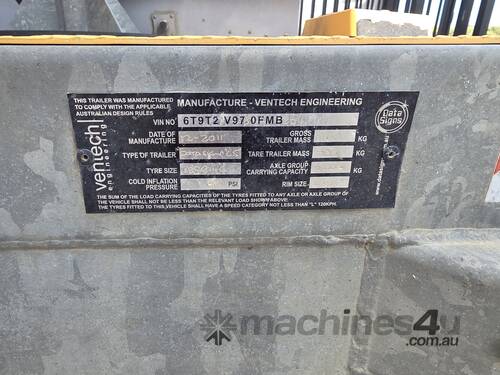 THIS TRAILER WAS MANUFACTURED
TO COMPLY WITH THE APPLICABLE
AUSTRALIAN DESIGN RULES
MANUFACTURE - VENTECH ENGINEERING
VIN NO 6T9T2 V97 0FMB
DATE OF MANUFACTURE 12-2011
GROSS TRAILER MASS KG
TYPE OF TRAILER
TARE TRAILER MASS KG
TYRE SIZE
AXLE GROUP CARRYING CAPACITY KG
COLD INFLATION PRESSURE PSI
RIM SIZE
THE SUM OF THE LOAD CARRYING CAPACITIES OF THE TYRES FITTED TO ANY AXLE OR AXLE GROUP OF
THE VEHICLE SHALL NOT BE LESS THAN THE RELEVANT LOAD SHOWN ABOVE.
THE TYRES FITTED TO THIS TRAILER SHALL HAVE A SPEED CATEGORY NOT LESS THAN "L" 120KPH.
ventech
engineering
Data
Signs
machines4u
.com.au